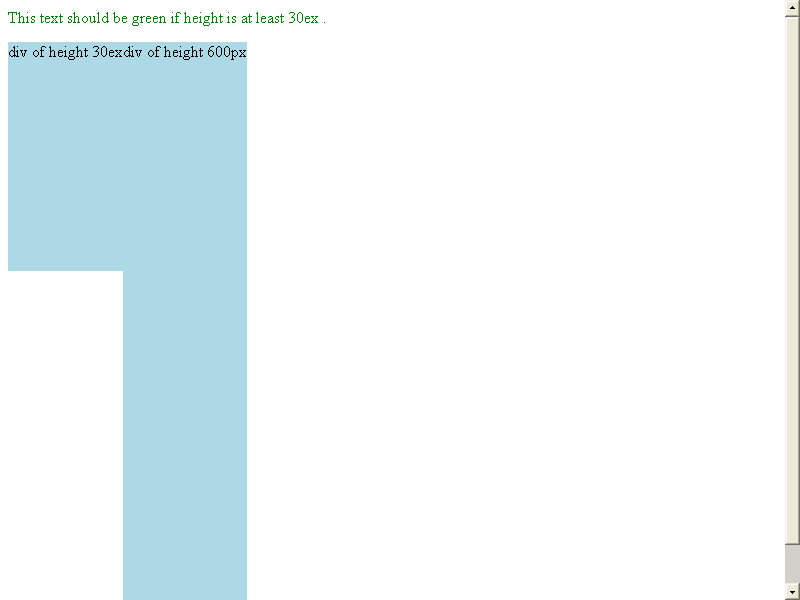 This text should be green if height is at least 30ex .
div of height 30exdiv of height 600px